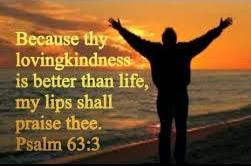 Because thy
lovingkindness
is better than life,
my lips shall
praise thee.
Psalm 63:3